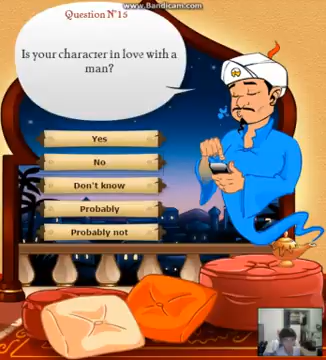 www.Bandicam.com
Question N°15
Is your character in love with a
man?
Yes
No
Don't know
Probably
Probably not